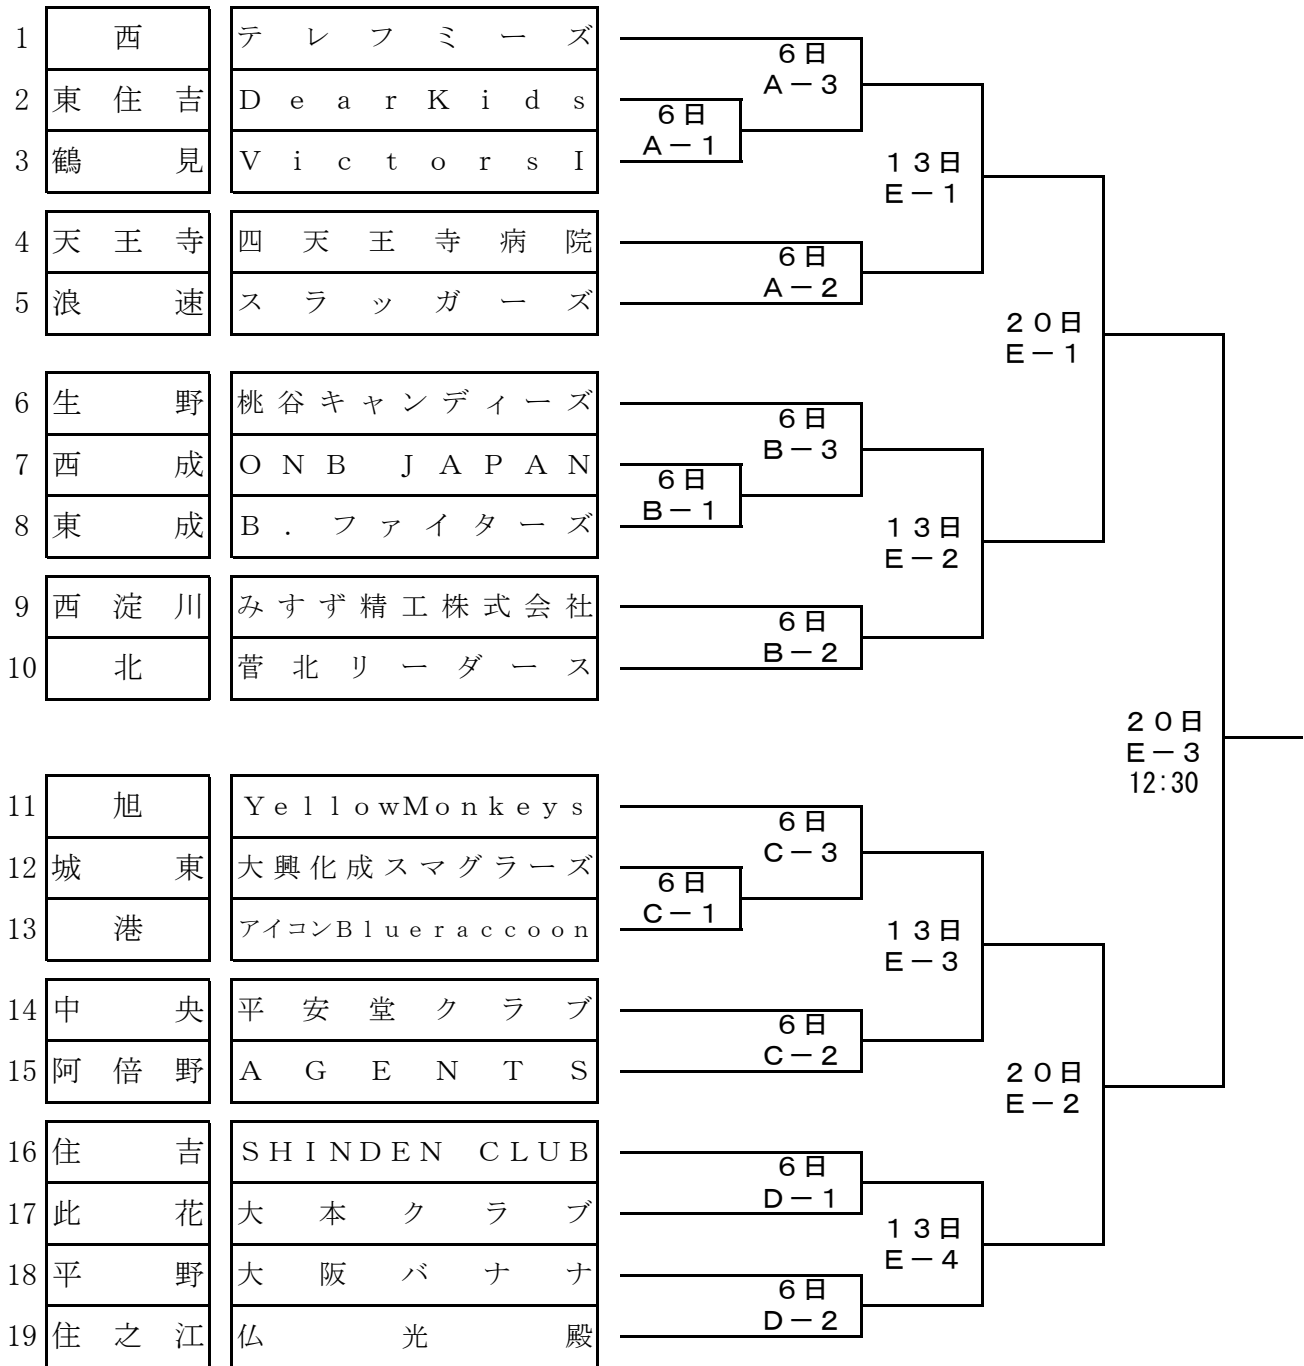 1 西 テレフミーズ
2 東住吉 DearKids
3 鶴見 VictorsI
4 天王寺 四天王寺病院
5 浪速 スラッガーズ
6 生野 桃谷キャンディーズ
7 西成 ONB JAPAN
8 東成 B.ファイターズ
9 西淀川 みすず精工株式会社
10 北 菅北リーダース
11 旭 YellowMonkeys
12 城東 大興化成スマグラーズ
13 港 アイコンBlueraccoon
14 中央 平安堂クラブ
15 阿倍野 AGENTS
16 住吉 SHINDEN CLUB
17 此花 大本クラブ
18 平野 大阪バナナ
19 住之江 仏光殿
6日
A－1
6日
A－3
6日
A－2
6日
B－1
6日
B－3
6日
B－2
6日
C－1
6日
C－3
6日
C－2
6日
D－1
6日
D－2
13日
E－1
13日
E－2
13日
E－3
13日
E－4
20日
E－1
20日
E－2
20日
E－3
12:30